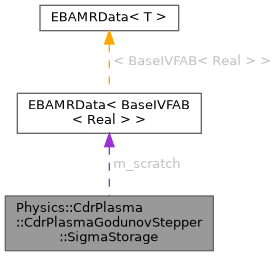 EBAMRData< T >
< BaseIVFAB< Real > >
EBAMRData< BaseIVFAB
< Real > >
m_scratch
Physics::CdrPlasma
::CdrPlasmaGodunovStepper
::SigmaStorage